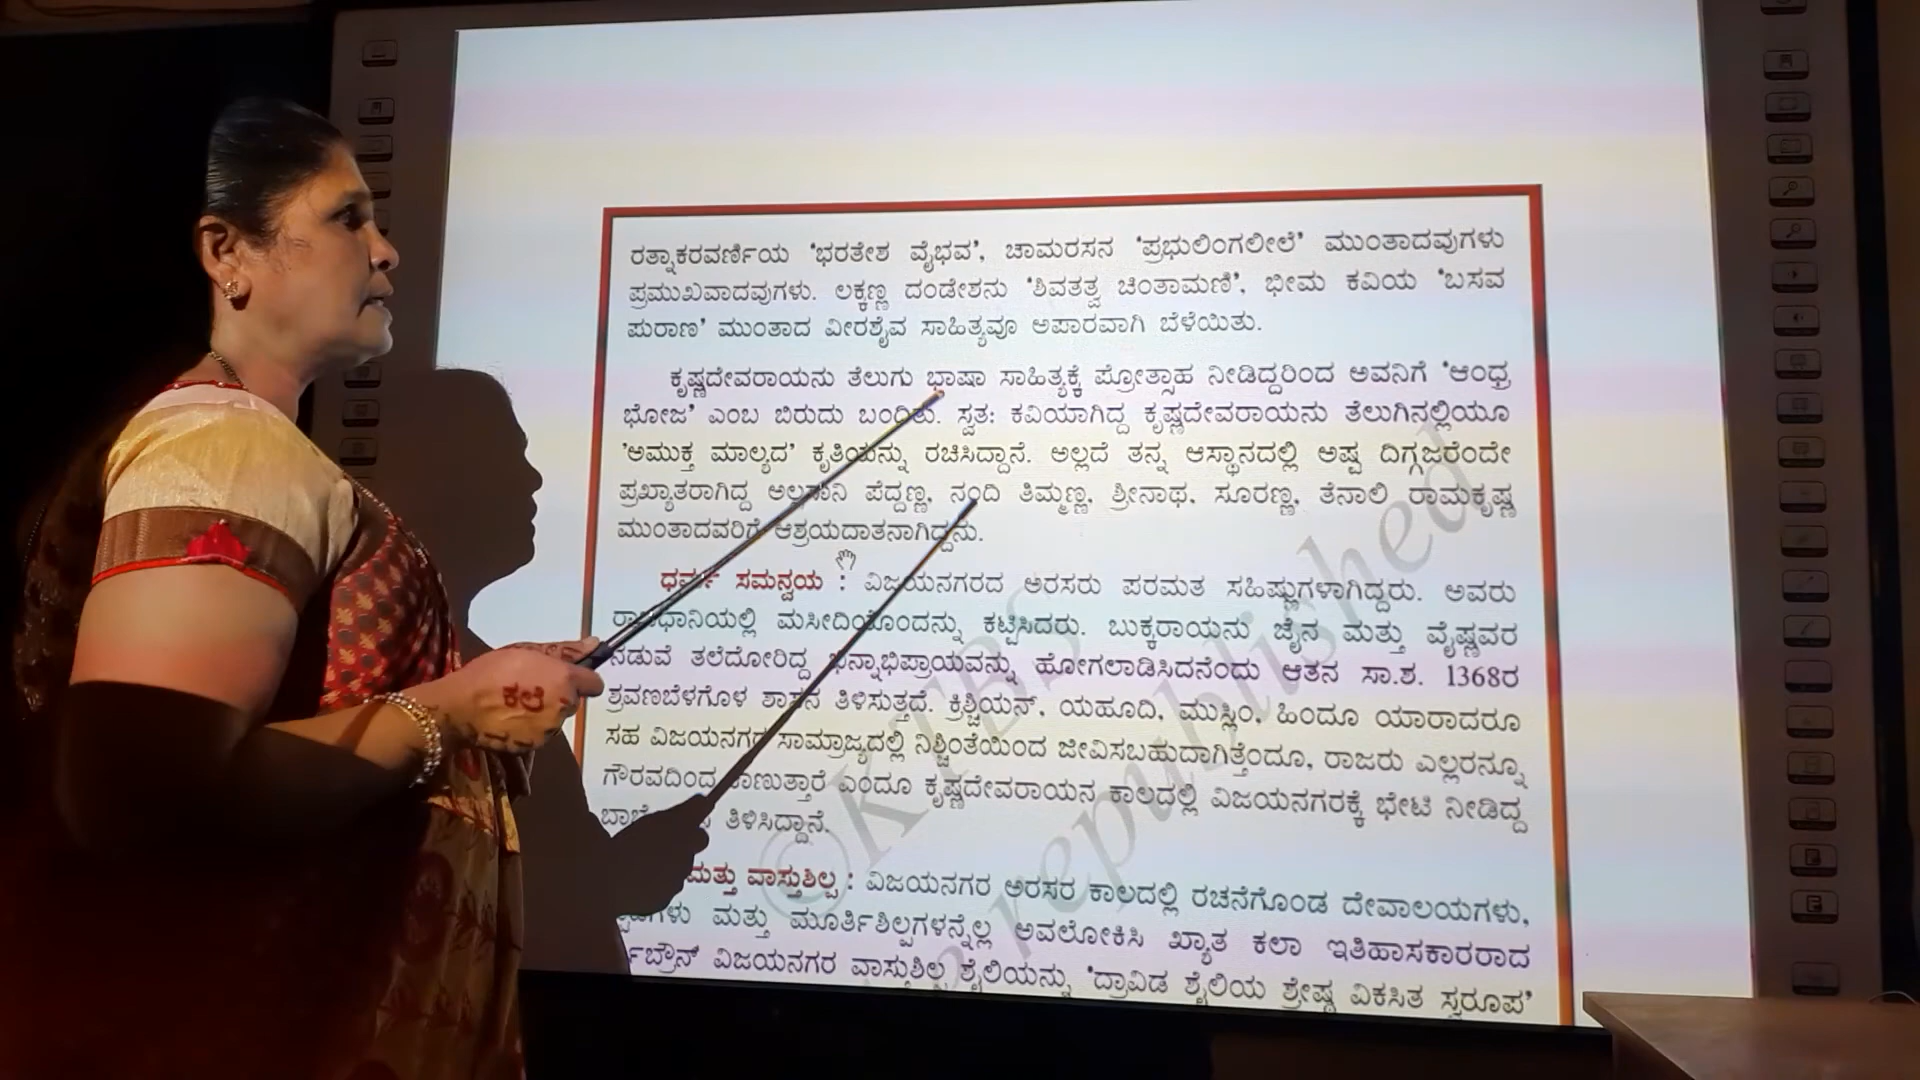 ರತ್ನಾಕರವರ್ಣಿಯ ‘ಭರತೇಶ ವೈಭವ’, ಚಾಮರಸನ ‘ಪ್ರಭುಲಿಂಗಲೀಲೆ’ ಮುಂತಾದವುಗಳು
ಪ್ರಮುಖವಾದವುಗಳು. ಲಕ್ಕಣ್ಣ ದಂಡೇಶನು ‘ಶಿವತತ್ವ ಚಿಂತಾಮಣಿ’, ಭೀಮ ಕವಿಯ ‘ಬಸವ
ಪುರಾಣ’ ಮುಂತಾದ ವೀರಶೈವ ಸಾಹಿತ್ಯವೂ ಅಪಾರವಾಗಿ ಬೆಳೆಯಿತು.
ಕೃಷ್ಣದೇವರಾಯನು ತೆಲುಗು ಭಾಷಾ ಸಾಹಿತ್ಯಕ್ಕೆ ಪ್ರೋತ್ಸಾಹ ನೀಡಿದ್ದರಿಂದ ಅವನಿಗೆ ‘ಆಂಧ್ರ
ಭೋಜ’ ಎಂಬ ಬಿರುದು ಬಂದಿತು. ಸ್ವತಃ ಕವಿಯಾಗಿದ್ದ ಕೃಷ್ಣದೇವರಾಯನು ತೆಲುಗಿನಲ್ಲಿಯೂ
'ಅಮುಕ್ತ ಮಾಲ್ಯದ' ಕೃತಿಯನ್ನು ರಚಿಸಿದ್ದಾನೆ. ಅಲ್ಲದೆ ತನ್ನ ಆಸ್ಥಾನದಲ್ಲಿ ಅಷ್ಟ ದಿಗ್ಗಜರೆಂದೇ
ಪ್ರಖ್ಯಾತರಾಗಿದ್ದ ಅಲ್ಲಸಾನಿ ಪೆದ್ದಣ್ಣ, ನಂದಿ ತಿಮ್ಮಣ್ಣ, ಶ್ರೀನಾಥ, ಸೂರಣ್ಣ, ತೆನಾಲಿ ರಾಮಕೃಷ್ಣ
ಮುಂತಾದವರಿಗೆ ಆಶ್ರಯದಾತನಾಗಿದ್ದನು.
ಧರ್ಮ ಸಮನ್ವಯ : ವಿಜಯನಗರದ ಅರಸರು ಪರಮತ ಸಹಿಷ್ಣುಗಳಾಗಿದ್ದರು. ಅವರು
ರಾಜಧಾನಿಯಲ್ಲಿ ಮಸೀದಿಯೊಂದನ್ನು ಕಟ್ಟಿಸಿದರು. ಬುಕ್ಕರಾಯನು ಜೈನ ಮತ್ತು ವೈಷ್ಣವರ
ನಡುವೆ ತಲೆದೋರಿದ್ದ ಭಿನ್ನಾಭಿಪ್ರಾಯವನ್ನು ಹೋಗಲಾಡಿಸಿದನೆಂದು ಆತನ ಸಾ.ಶ. 1368ರ
ಶ್ರವಣಬೆಳಗೊಳ ಶಾಸನ ತಿಳಿಸುತ್ತದೆ. ಕ್ರಿಶ್ಚಿಯನ್, ಯಹೂದಿ, ಮುಸ್ಲಿಂ, ಹಿಂದೂ ಯಾರಾದರೂ
ಸಹ ವಿಜಯನಗರ ಸಾಮ್ರಾಜ್ಯದಲ್ಲಿ ನಿಶ್ಚಿಂತೆಯಿಂದ ಜೀವಿಸಬಹುದಾಗಿತ್ತೆಂದೂ, ರಾಜರು ಎಲ್ಲರನ್ನೂ
ಗೌರವದಿಂದ ಕಾಣುತ್ತಾರೆ ಎಂದೂ ಕೃಷ್ಣದೇವರಾಯನ ಕಾಲದಲ್ಲಿ ವಿಜಯನಗರಕ್ಕೆ ಭೇಟಿ ನೀಡಿದ್ದ
ತಿಳಿಸಿದ್ದಾನೆ.
ಮತ್ತು ವಾಸ್ತುಶಿಲ್ಪ : ವಿಜಯನಗರ ಅರಸರ ಕಾಲದಲ್ಲಿ ರಚನೆಗೊಂಡ ದೇವಾಲಯಗಳು,
ಮತ್ತು ಮೂರ್ತಿಶಿಲ್ಪಗಳನ್ನೆಲ್ಲ ಅವಲೋಕಿಸಿ ಖ್ಯಾತ ಕಲಾ ಇತಿಹಾಸಕಾರರಾದ
ವಿಜಯನಗರ ವಾಸ್ತುಶಿಲ್ಪ ಶೈಲಿಯನ್ನು ‘ದ್ರಾವಿಡ ಶೈಲಿಯ ಶ್ರೇಷ್ಠ ವಿಕಸಿತ ಸ್ವರೂಪ’
©KTBS
republished
ಕಲೆ